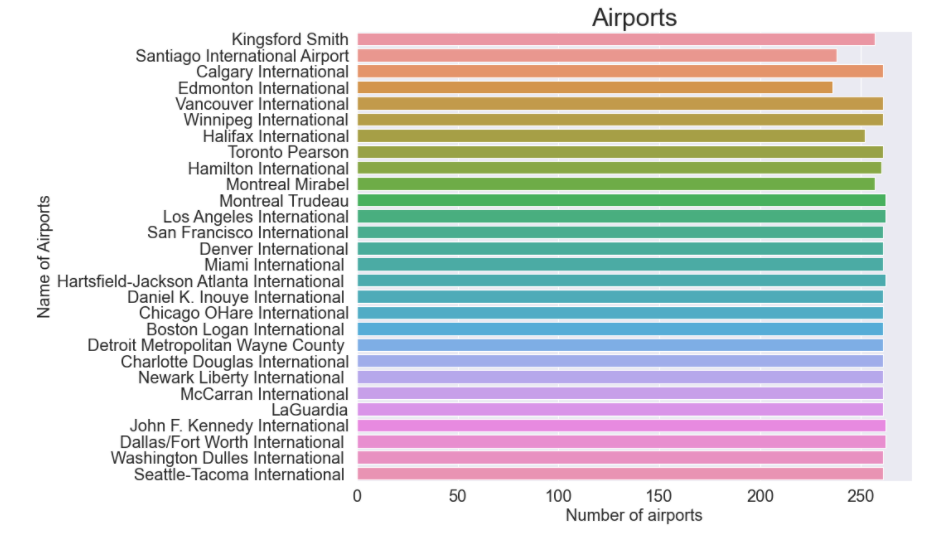 Airports
Kingsford Smith
Santiago International Airport
Calgary International
Edmonton International
Vancouver International
Winnipeg International
Halifax International
Toronto Pearson
Hamilton International
Montreal Mirabel
Montreal Trudeau
Los Angeles International
San Francisco International
Denver International
Miami International
Hartsfield-Jackson Atlanta International
Daniel K. Inouye International
Chicago OHare International
Boston Logan International
Detroit Metropolitan Wayne County
Charlotte Douglas International
Newark Liberty International
McCarran International
LaGuardia
John F. Kennedy International
Dallas/Fort Worth International
Washington Dulles International
Seattle-Tacoma International
Name of Airports
0 50 100 150 200 250
Number of airports